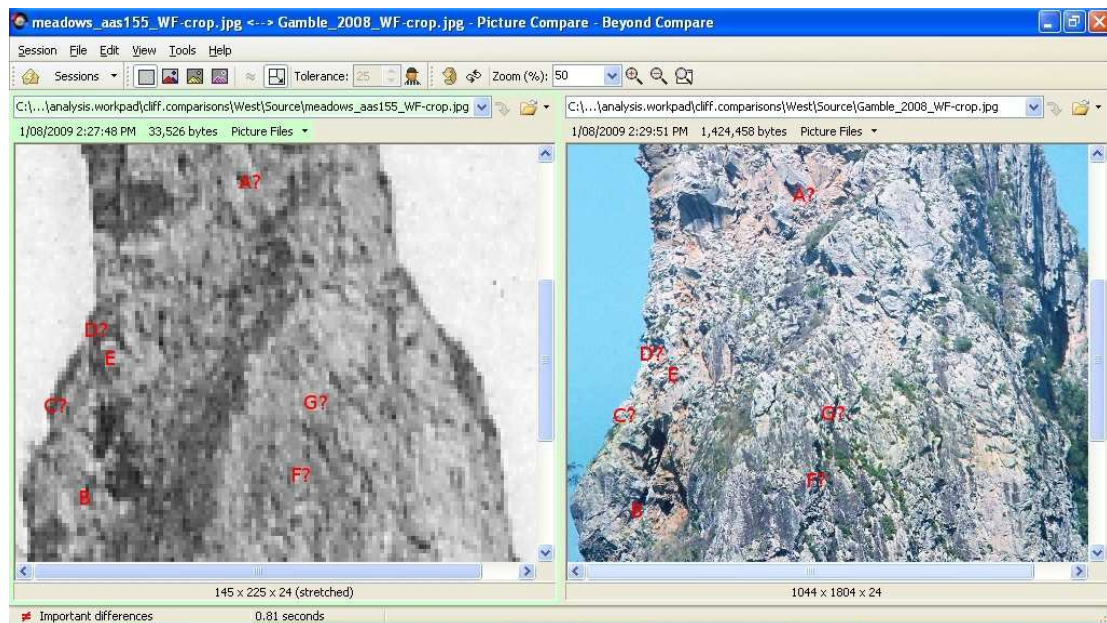 meadows_aas155_WF-crop.jpg <--> Gamble_2008_WF-crop.jpg - Picture Compare - Beyond Compare
Session File Edit View Tools Help
Sessions Tolerance: 25 Zoom (%): 50
C:\...\analysis.workpad\cliff.comparisons\West\Source\meadows_aas155_WF-crop.jpg
C:\...\analysis.workpad\cliff.comparisons\West\Source\Gamble_2008_WF-crop.jpg
1/08/2009 2:27:48 PM 33,526 bytes Picture Files
1/08/2009 2:29:51 PM 1,424,458 bytes Picture Files
A?
D?
E
C?
G?
F?
B
A?
D?
E
C?
G?
F?
B
145 x 225 x 24 (stretched)
1044 x 1804 x 24
Important differences 0.81 seconds